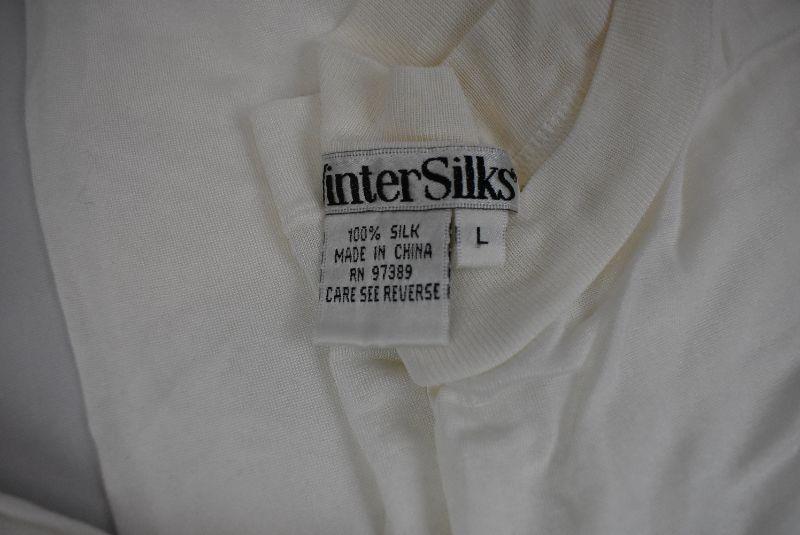 interSilks
L
100% SILK
MADE IN CHINA
RN 97389
CARE SEE REVERSE